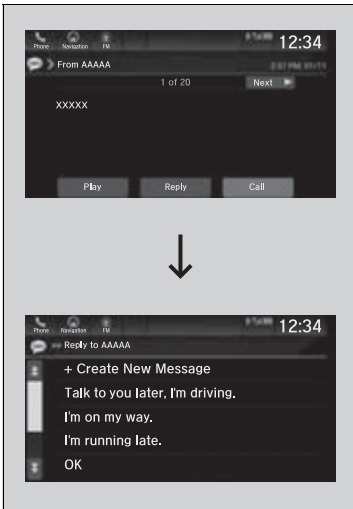 Phone Navigation FM 12:34
From AAAAA
1 of 20 Next
xxxxx
Play Reply Call
Phone Navigation FM 12:34
Reply to AAAAA
+ Create New Message
Talk to you later, I'm driving.
I'm on my way.
I'm running late.
OK